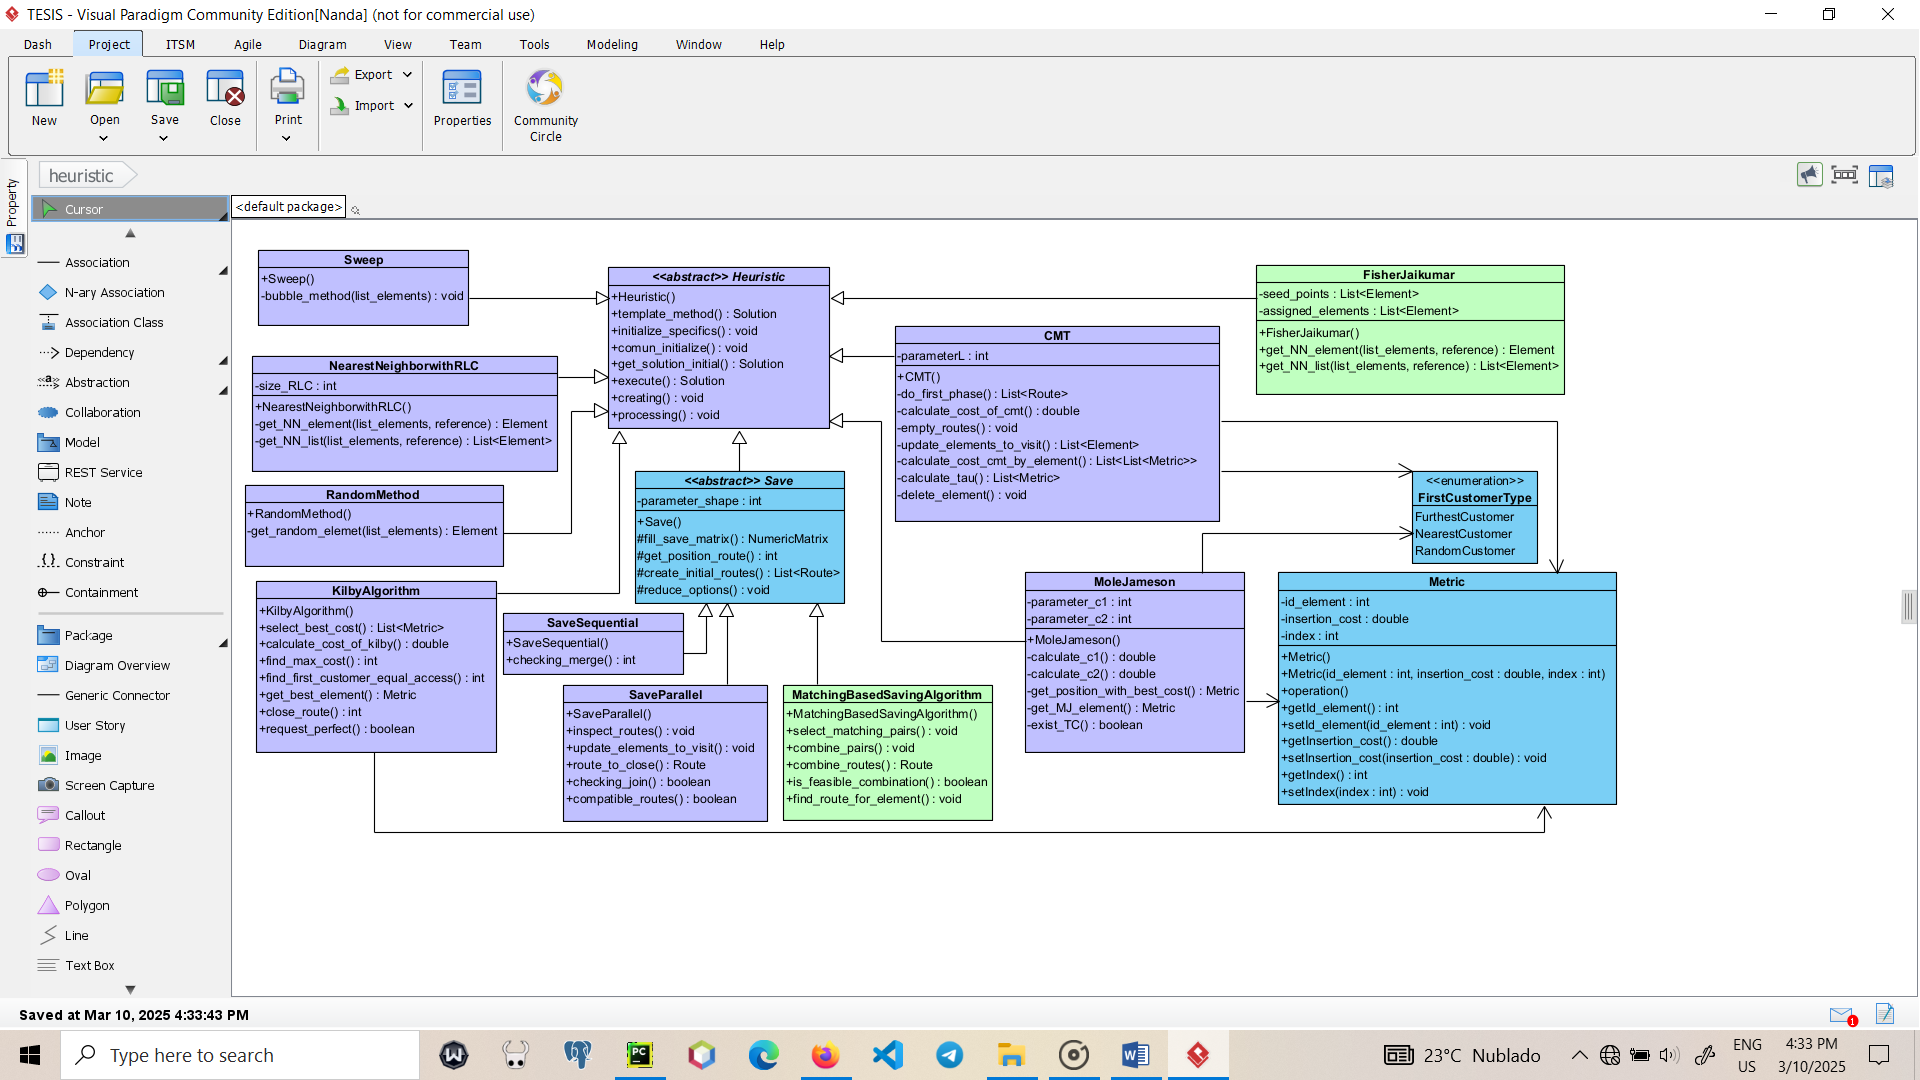 TESIS - Visual Paradigm Community Edition[Nanda] (not for commercial use)
Dash Project ITSM Agile Diagram View Team Tools Modeling Window Help
New
Open
Save
Close
Print
Export
Import
Properties
Community
Circle
Property
heuristic
<default package>
Cursor
Association
N-ary Association
Association Class
Dependency
Abstraction
Collaboration
Model
REST Service
Note
Anchor
Constraint
Containment
Package
Diagram Overview
Generic Connector
User Story
Image
Screen Capture
Callout
Rectangle
Oval
Polygon
Line
Text Box
Sweep
+Sweep()
-bubble_method(list_elements) : void
NearestNeighborwithRLC
-size_RLC : int
+NearestNeighborwithRLC()
-get_NN_element(list_elements, reference) : Element
-get_NN_list(list_elements, reference) : List<Element>
RandomMethod
+RandomMethod()
-get_random_elemet(list_elements) : Element
KilbyAlgorithm
+KilbyAlgorithm()
+select_best_cost() : List<Metric>
+calculate_cost_of_kilby() : double
+find_max_cost() : int
+find_first_customer_equal_access() : int
+get_best_element() : Metric
+close_route() : int
+request_perfect() : boolean
<<abstract>> Heuristic
+Heuristic()
+template_method() : Solution
+initialize_specifics() : void
+comun_initialize() : void
+get_solution_initial() : Solution
+execute() : Solution
+creating() : void
+processing() : void
<<abstract>> Save
-parameter_shape : int
+Save()
#fill_save_matrix() : NumericMatrix
#get_position_route() : int
#create_initial_routes() : List<Route>
#reduce_options() : void
SaveSequential
+SaveSequential()
+checking_merge() : int
SaveParallel
+SaveParallel()
+inspect_routes() : void
+update_elements_to_visit() : void
+route_to_close() : Route
+checking_join() : boolean
+compatible_routes() : boolean
MatchingBasedSavingAlgorithm
+MatchingBasedSavingAlgorithm()
+select_matching_pairs() : void
+combine_pairs() : void
+combine_routes() : Route
+is_feasible_combination() : boolean
+find_route_for_element() : void
CMT
-parameterL : int
+CMT()
-do_first_phase() : List<Route>
-calculate_cost_of_cmt() : double
-empty_routes() : void
-update_elements_to_visit() : List<Element>
-calculate_cost_cmt_by_element() : List<List<Metric>>
-calculate_tau() : List<Metric>
-delete_element() : void
MoleJameson
-parameter_c1 : int
-parameter_c2 : int
+MoleJameson()
-calculate_c1() : double
-calculate_c2() : double
-get_position_with_best_cost() : Metric
-get_MJ_element() : Metric
-exist_TC() : boolean
FisherJaikumar
-seed_points : List<Element>
-assigned_elements : List<Element>
+FisherJaikumar()
+get_NN_element(list_elements, reference) : Element
+get_NN_list(list_elements, reference) : List<Element>
<<enumeration>>
FirstCustomerType
FurthestCustomer
NearestCustomer
RandomCustomer
Metric
-id_element : int
-insertion_cost : double
-index : int
+Metric()
+Metric(id_element : int, insertion_cost : double, index : int)
+operation()
+getId_element() : int
+setId_element(id_element : int) : void
+getInsertion_cost() : double
+setInsertion_cost(insertion_cost : double) : void
+getIndex() : int
+setIndex(index : int) : void
Saved at Mar 10, 2025 4:33:43 PM
1
Type here to search
PC
23°C Nublado
ENG
US
4:33 PM
3/10/2025